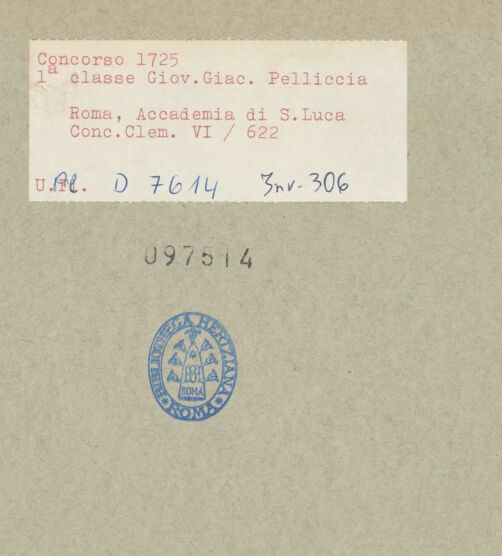 Concorso 1725
1a classe Giov.Giac. Pelliccia
Roma, Accademia di S.Luca
Conc.Clem. VI / 622
D 7614 Inv. 306
097514
BIBLIOTHECA HERTZIANA
ROMA
ROMA